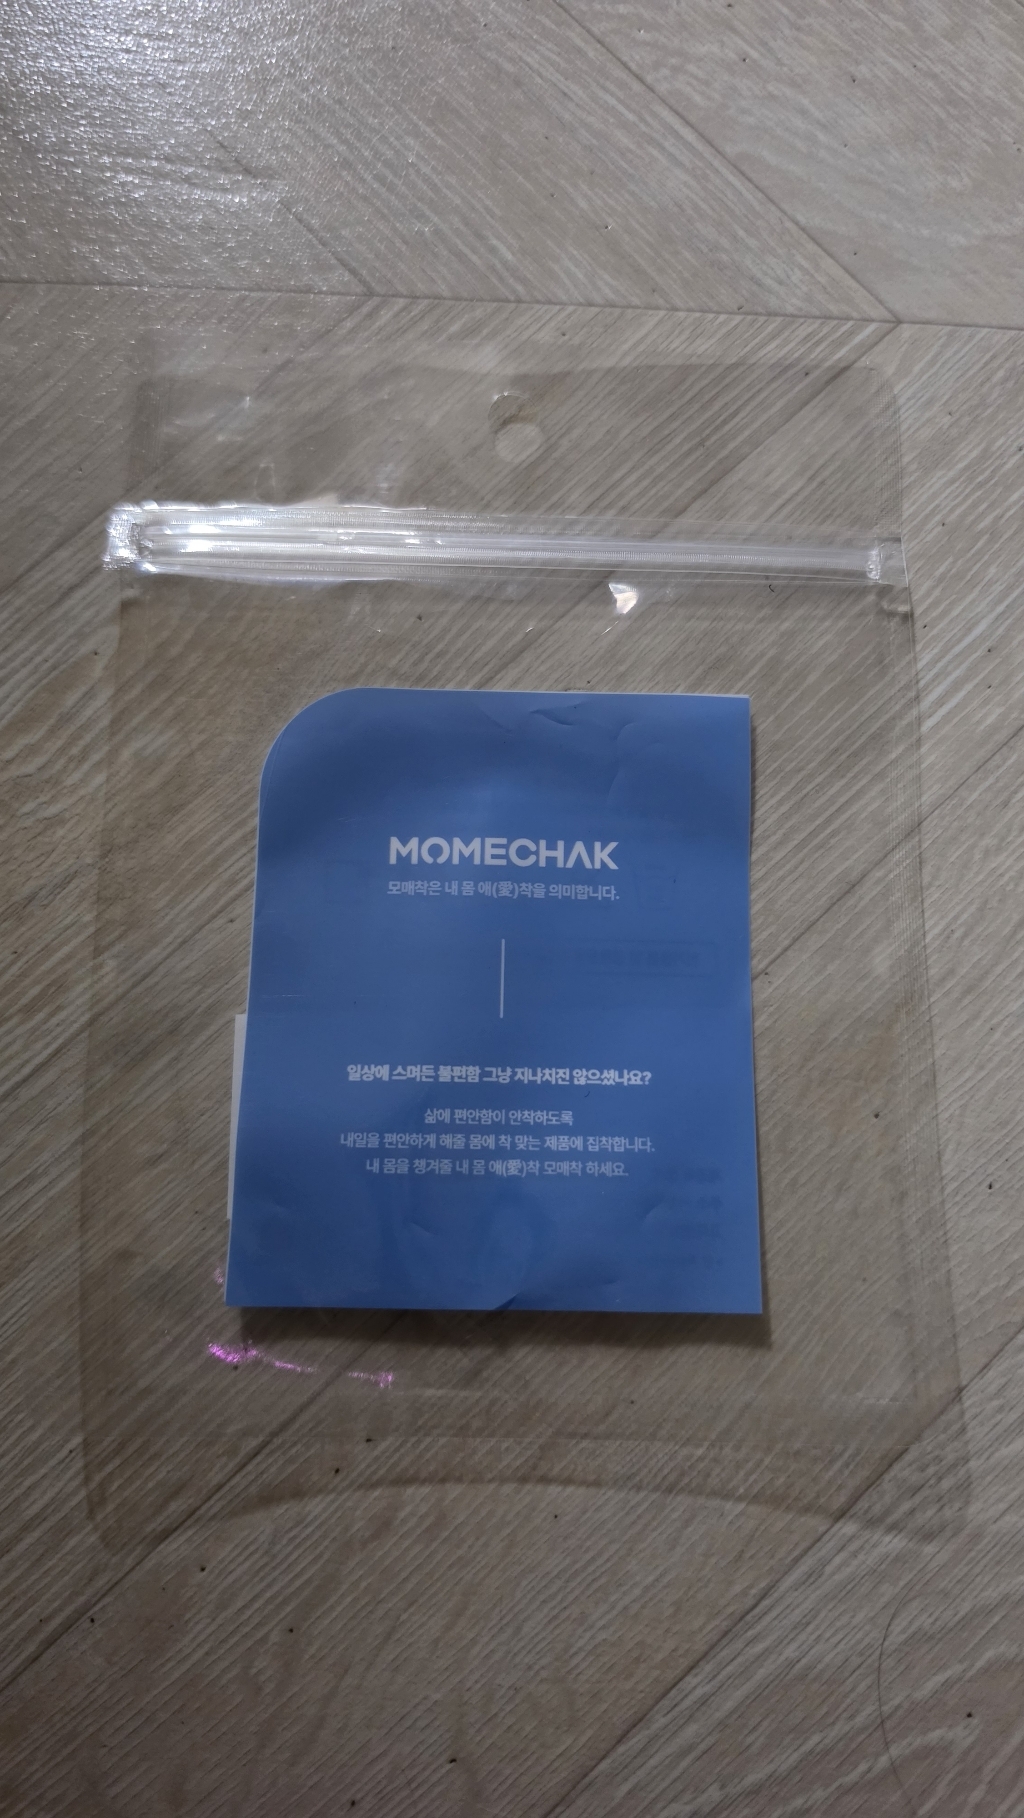 MOMECHAK
모매착은 내 몸 애(愛)착을 의미합니다.
일상에 스며든 불편함 그냥 지나치진 않으셨나요?
삶에 편안함이 안착하도록
내일을 편안하게 해줄 몸에 착 맞는 제품에 집착합니다.
내 몸을 챙겨줄 내 몸 애(愛)착 모매착 하세요.